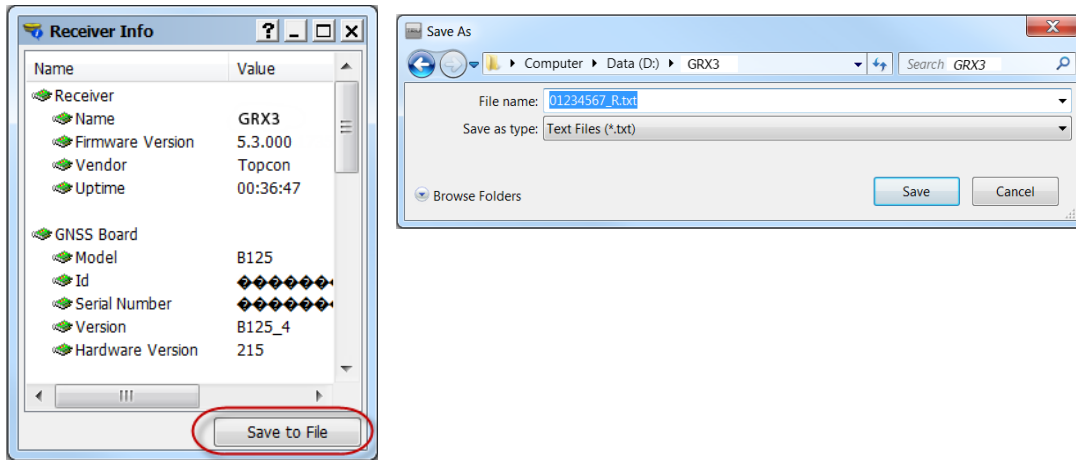 Receiver Info
Name Value
Receiver
Name GRX3
Firmware Version 5.3.000
Vendor Topcon
Uptime 00:36:47
GNSS Board
Model B125
Id ������
Serial Number ������
Version B125_4
Hardware Version 215
Save to File
Save As
Computer Data (D:) GRX3
Search GRX3
File name: 01234567_R.txt
Save as type: Text Files (*.txt)
Browse Folders
Save Cancel